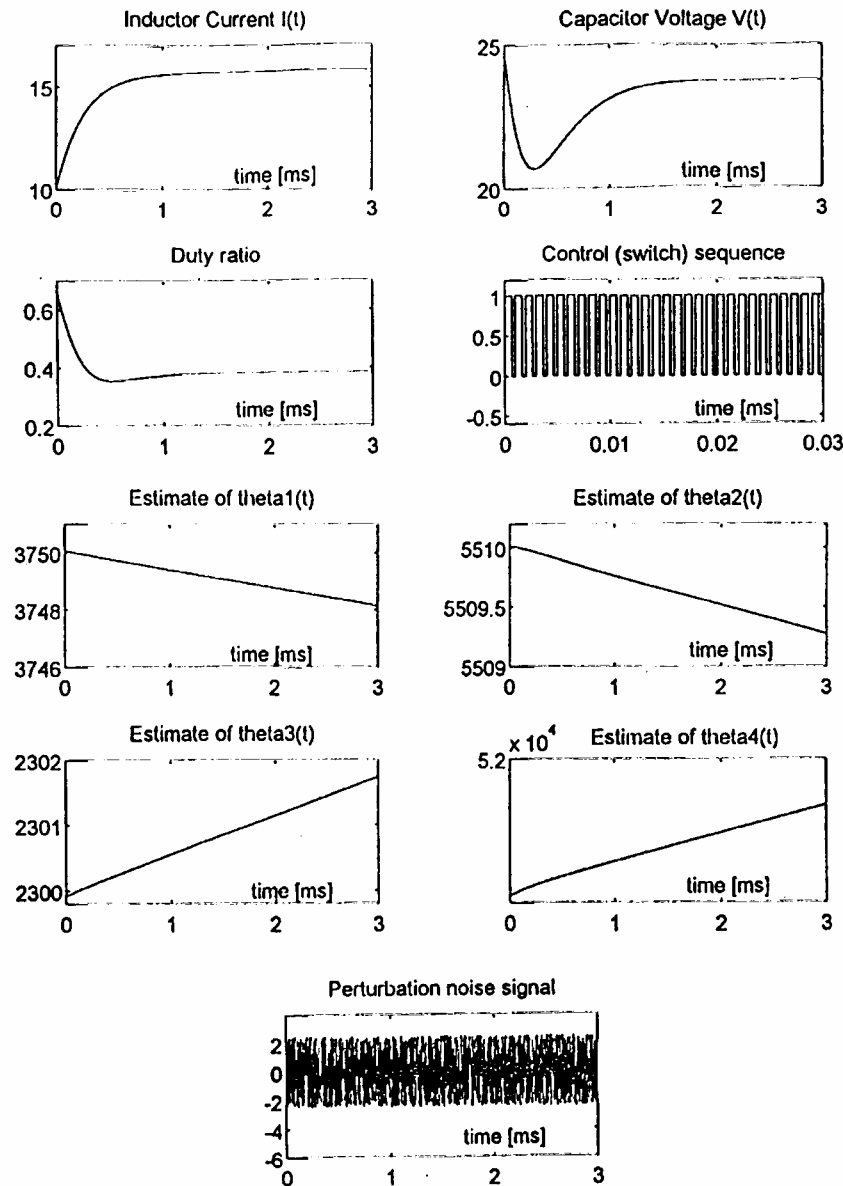 Inductor Current I(t)
15
10
time [ms]
0 1 2 3
Capacitor Voltage V(t)
25
20
time [ms]
0 1 2 3
Duty ratio
0.6
0.4
0.2
time [ms]
0 1 2 3
Control (switch) sequence
1
0.5
0
-0.5
time [ms]
0 0.01 0.02 0.03
Estimate of theta1(t)
3750
3748
3746
time [ms]
0 1 2 3
Estimate of theta2(t)
5510
5509.5
5509
time [ms]
0 1 2 3
Estimate of theta3(t)
2302
2301
2300
time [ms]
0 1 2 3
Estimate of theta4(t)
x 10^4
5.2
time [ms]
0 1 2 3
Perturbation noise signal
2
0
-2
-4
-6
time [ms]
0 1 2 3